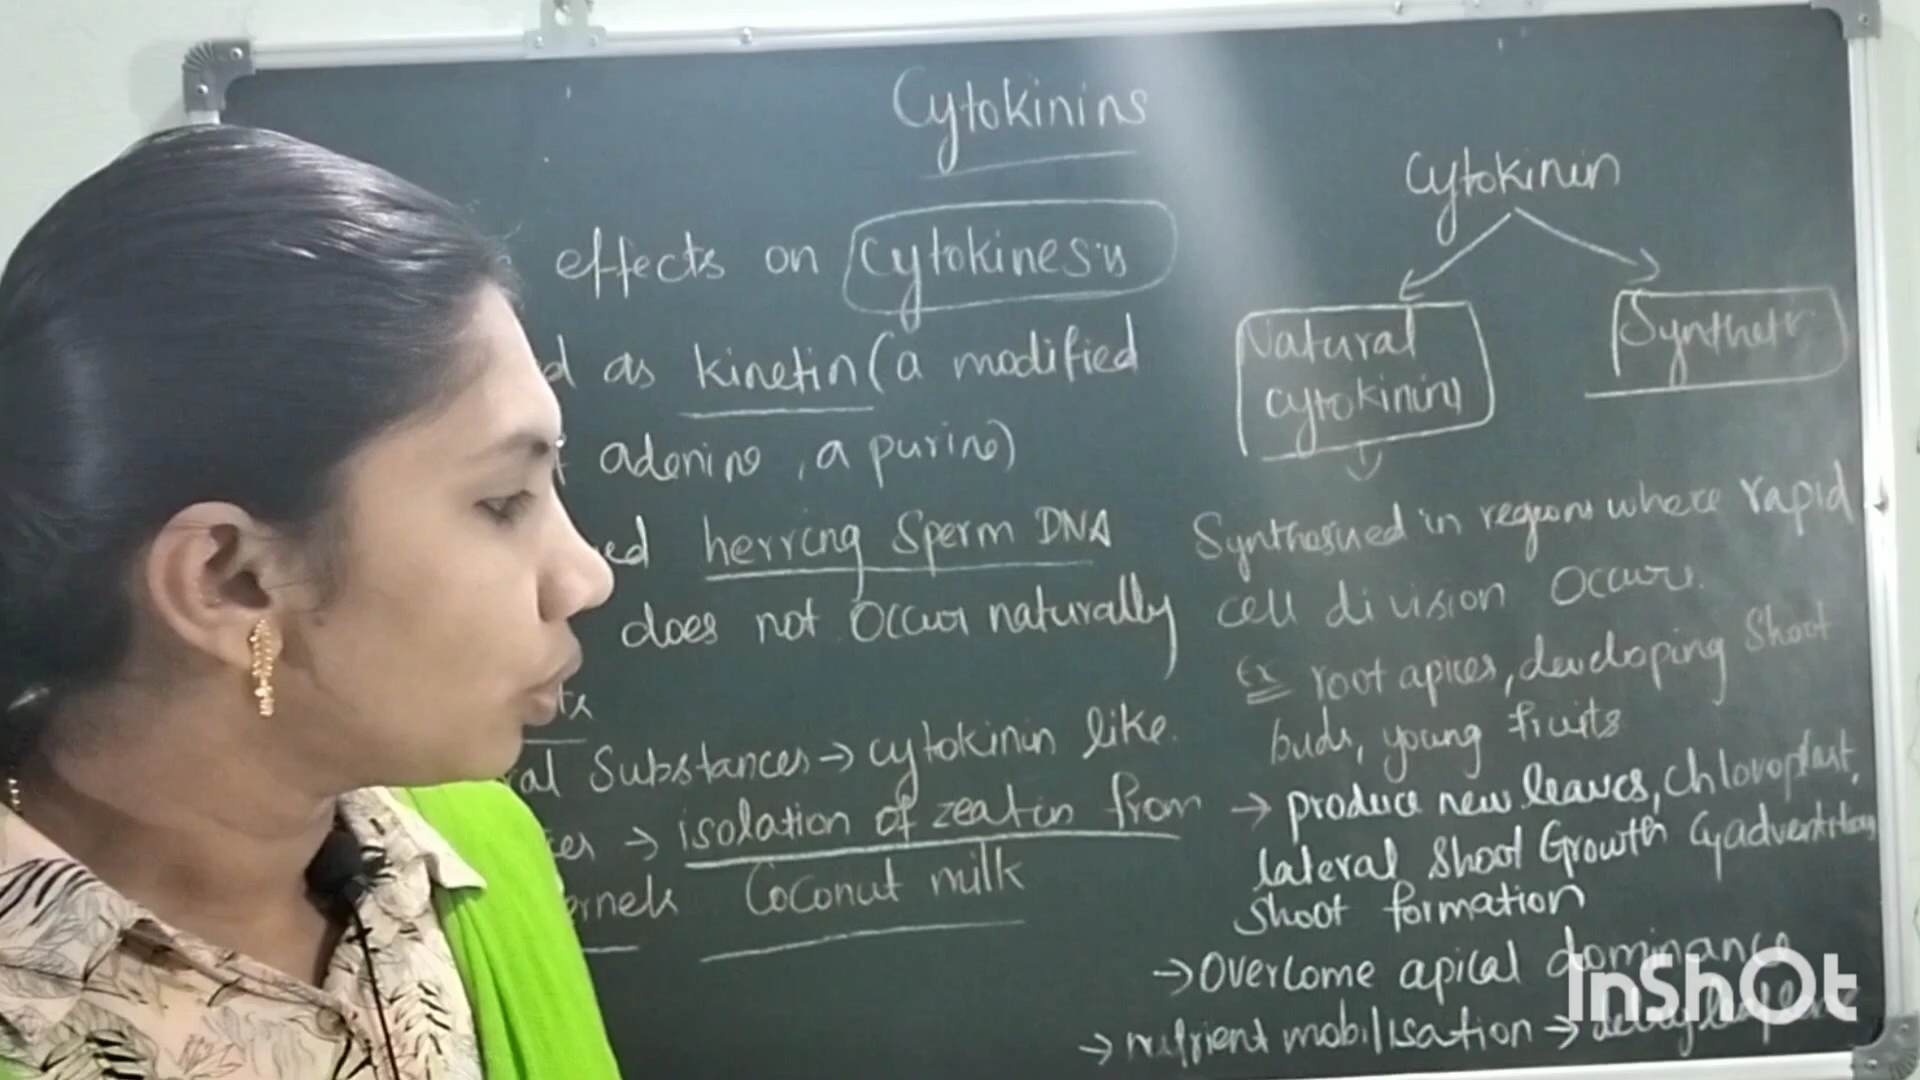 Cytokinins
effects on Cytokinesis
as kinetin (a modified
adenine, a purine)
herring Sperm DNA
does not occur naturally
Substances → cytokinin like
→ isolation of zeatin from
Coconut milk
Cytokinin
Natural
cytokinins
Synthetic
Synthesized in regions where rapid
cell division occurs.
Ex root apices, developing shoot
buds, young fruits
→ produce new leaves, chloroplast,
lateral shoot Growth &
shoot formation
→ Overcome apical dominance
→ nutrient mobilisation →
InShOt